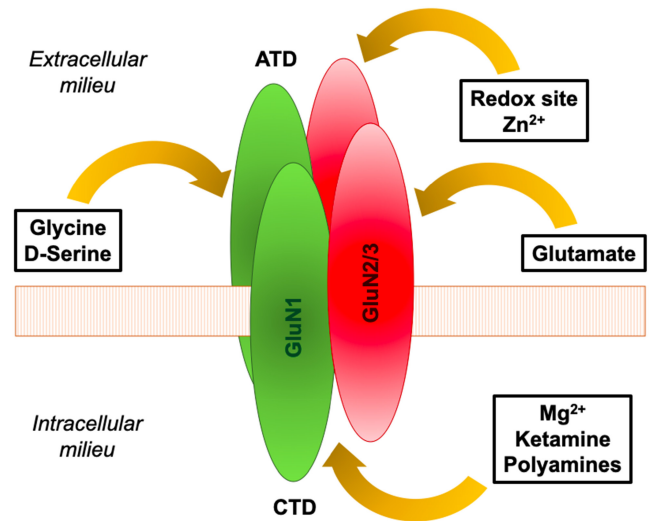 Extracellular
milieu
ATD
Redox site
Zn²⁺
Glycine
D-Serine
Glutamate
GluN1
GluN2/3
Intracellular
milieu
Mg²⁺
Ketamine
Polyamines
CTD